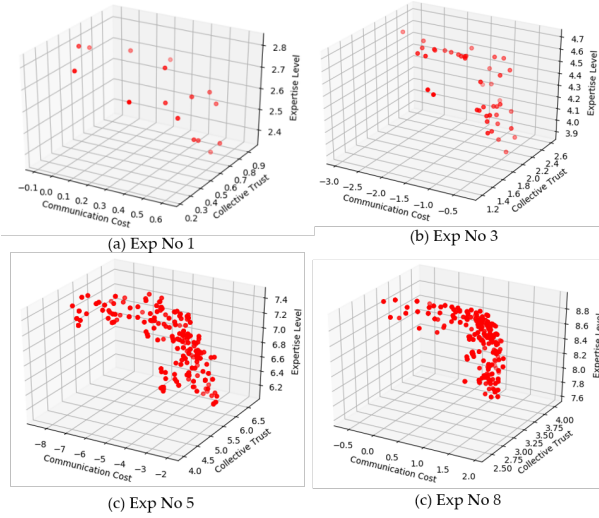 2.8
2.7
2.6
2.5
2.4
Expertise Level
0.9
0.8
0.7
0.6
0.5
0.4
0.3
0.2
Collective Trust
−0.1 0.0 0.1 0.2 0.3 0.4 0.5 0.6
Communication Cost
(a) Exp No 1
4.7
4.6
4.5
4.4
4.3
4.2
4.1
4.0
3.9
Expertise Level
2.6
2.4
2.2
2.0
1.8
1.6
1.4
1.2
Collective Trust
−3.0 −2.5 −2.0 −1.5 −1.0 −0.5
Communication Cost
b) Exp No 3
7.4
7.2
7.0
6.8
6.6
6.4
6.2
Expertise Level
6.5
6.0
5.5
5.0
4.5
4.0
Collective Trust
−8 −7 −6 −5 −4 −3 −2
Communication Cost
(c) Exp No 5
8.8
8.6
8.4
8.2
8.0
7.8
7.6
Expertise Level
4.00
3.75
3.50
3.25
3.00
2.75
2.50
Collective Trust
−0.5 0.0 0.5 1.0 1.5 2.0
Communication Cost
(c) Exp No 8